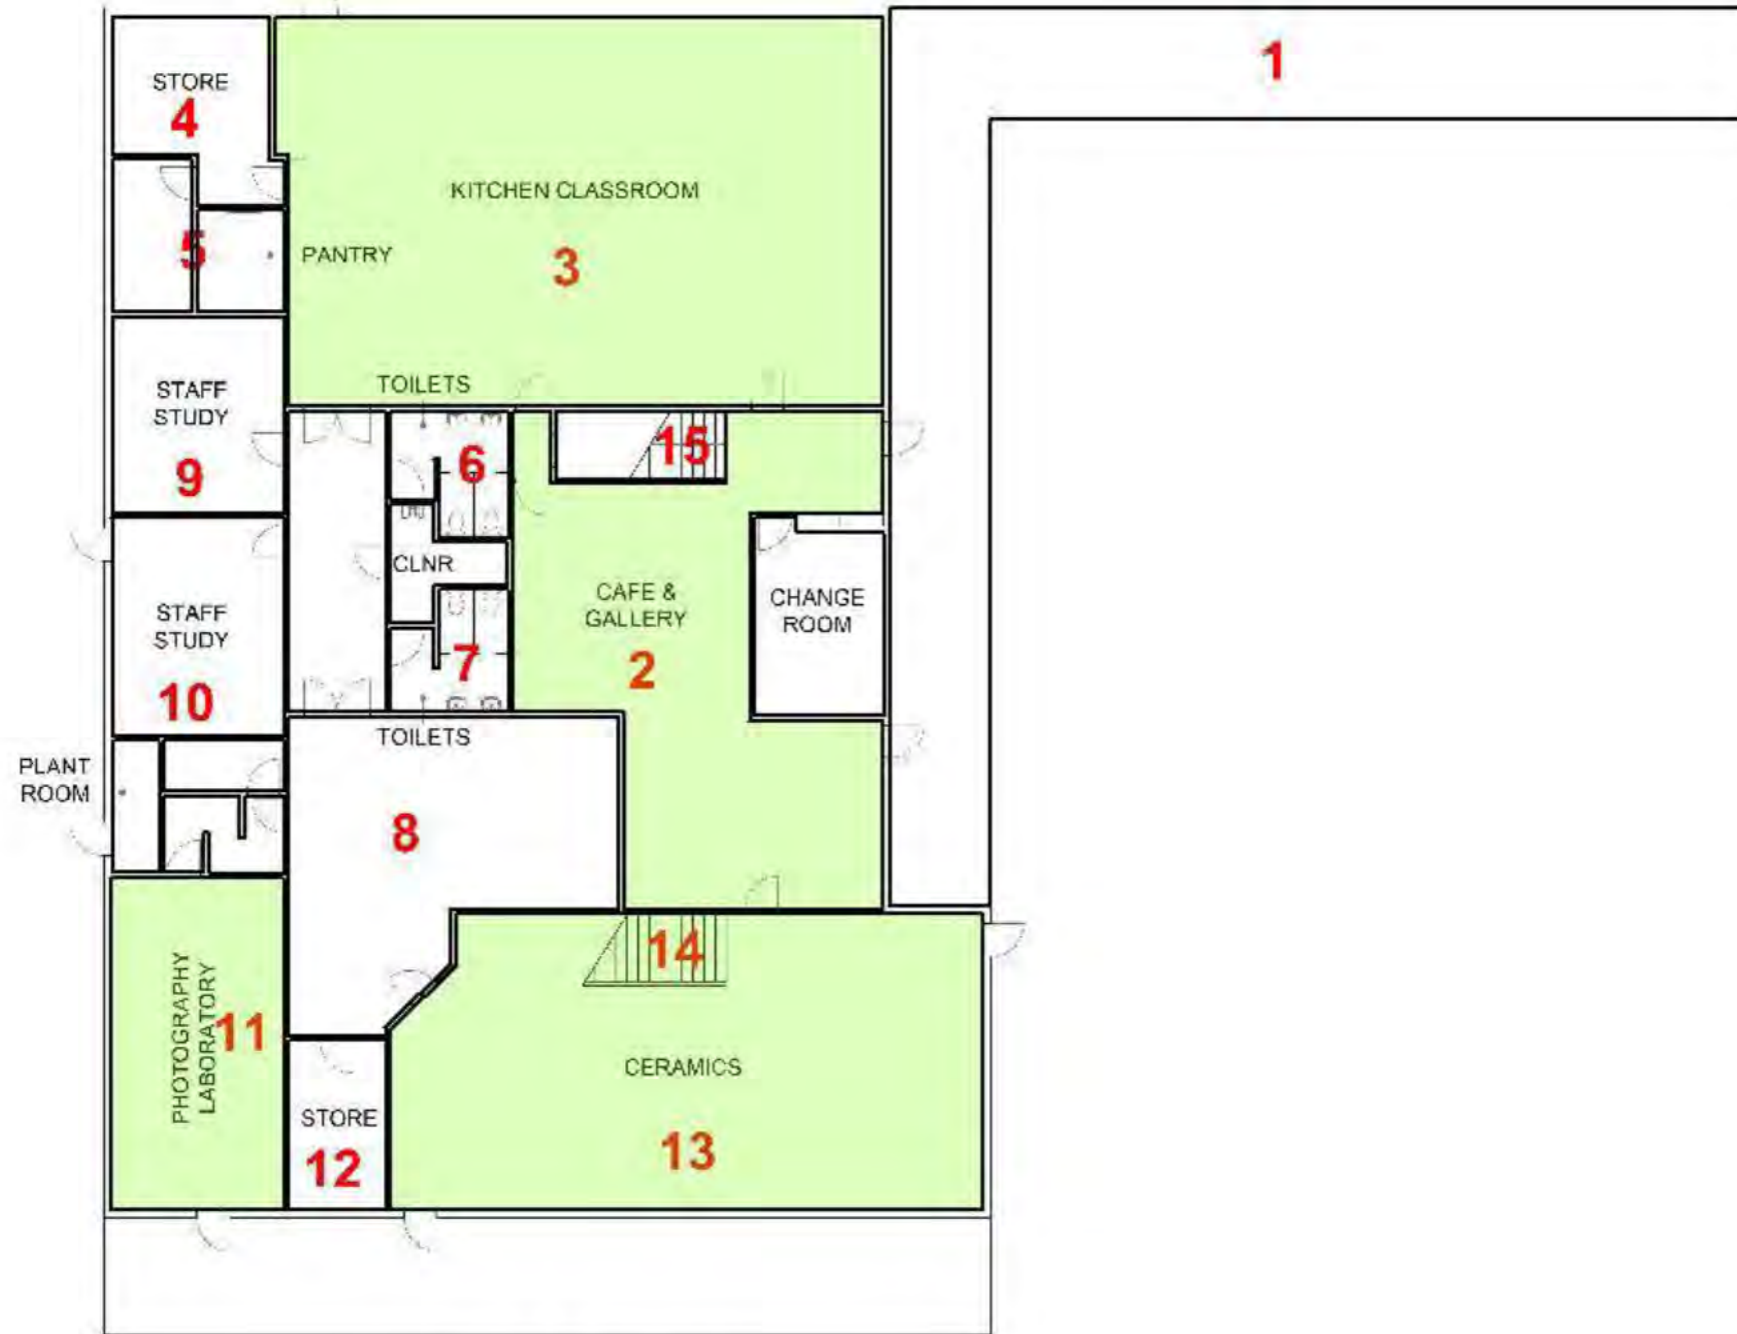 1
STORE
4
KITCHEN CLASSROOM
3
5
PANTRY
STAFF
STUDY
9
TOILETS
6
15
CLNR
CAFE &
GALLERY
2
CHANGE
ROOM
7
STAFF
STUDY
10
TOILETS
PLANT
ROOM
8
14
PHOTOGRAPHY
LABORATORY
11
CERAMICS
13
STORE
12